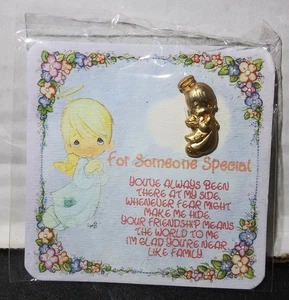 For Someone Special
YOU'VE ALWAYS BEEN
THERE AT MY SIDE,
WHENEVER FEAR MIGHT
MAKE ME HIDE.
YOUR FRIENDSHIP MEANS
THE WORLD TO ME
I'M GLAD YOU'RE NEAR
LIKE FAMILY.